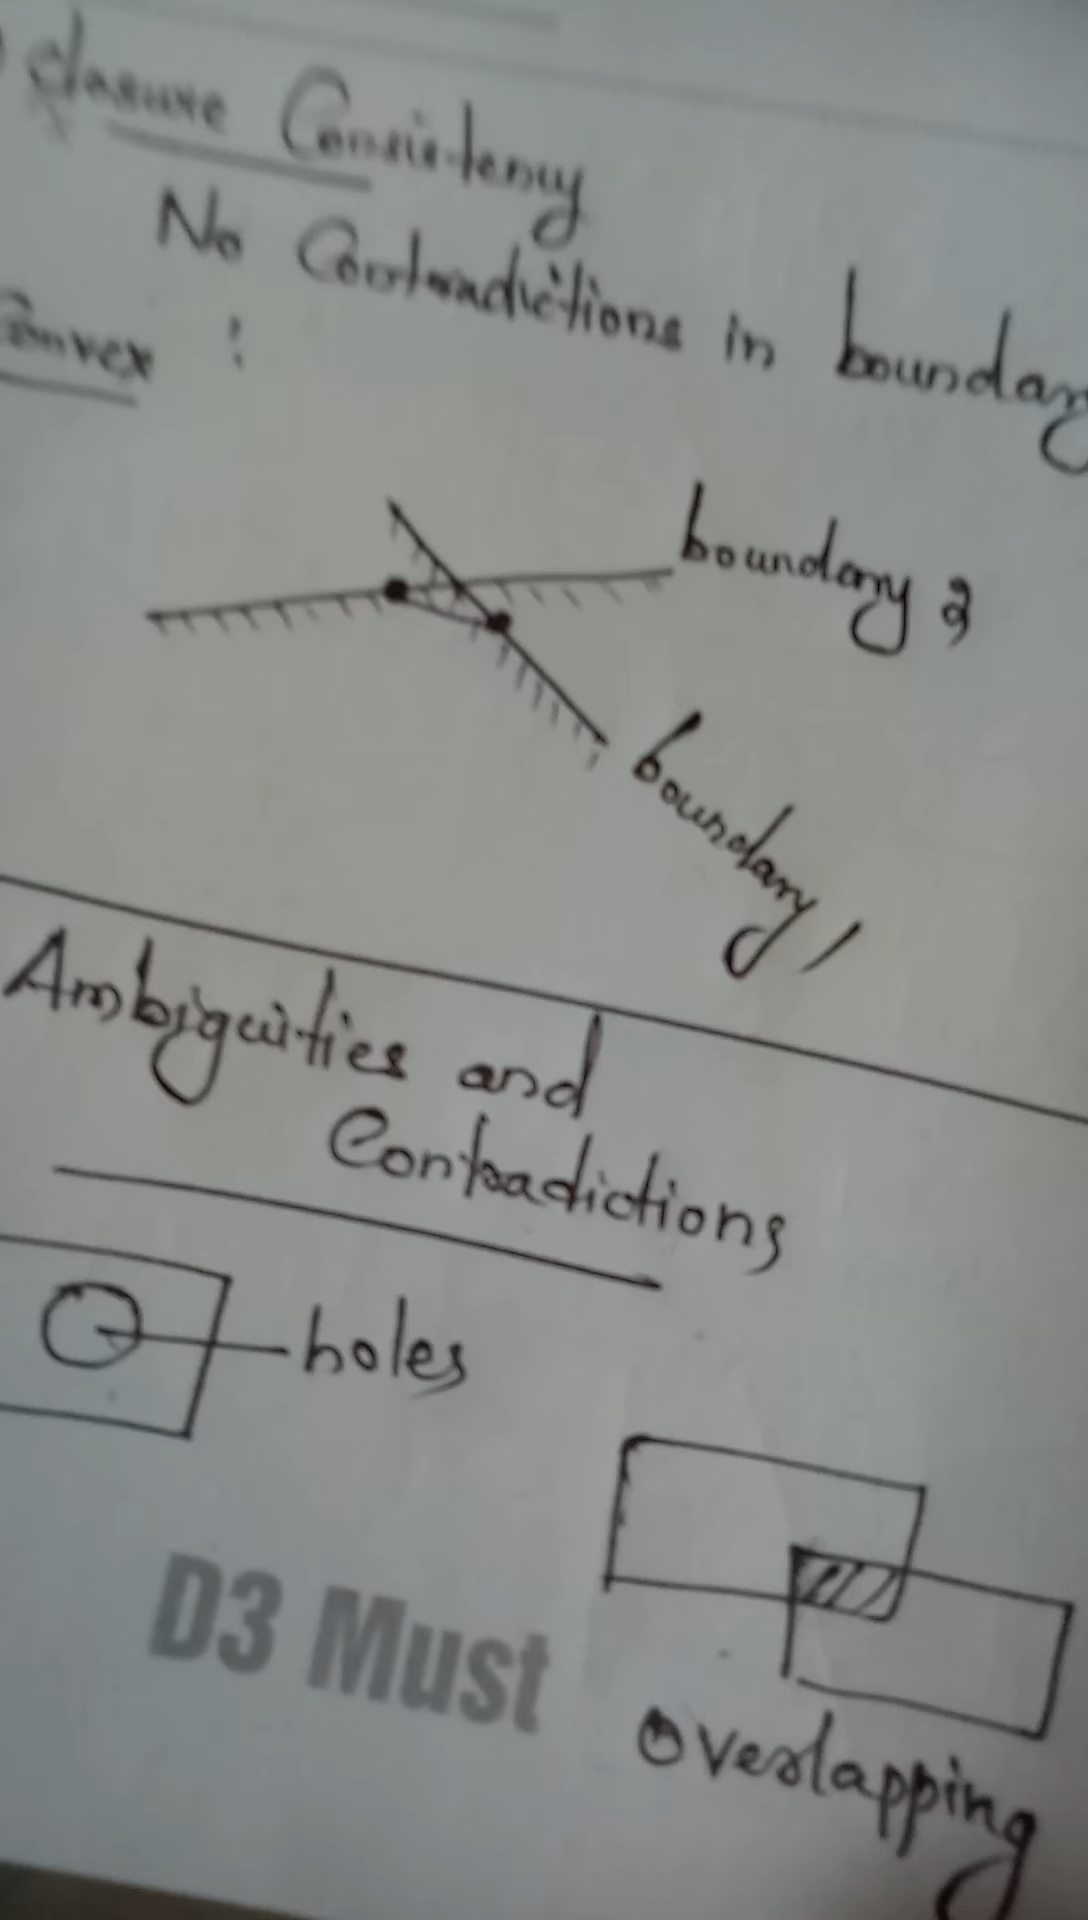 Closure Consistency
No Contradictions in boundary
Convex :
boundary 2
boundary 1
Ambiguities and
Contradictions
holes
D3 Must
overlapping